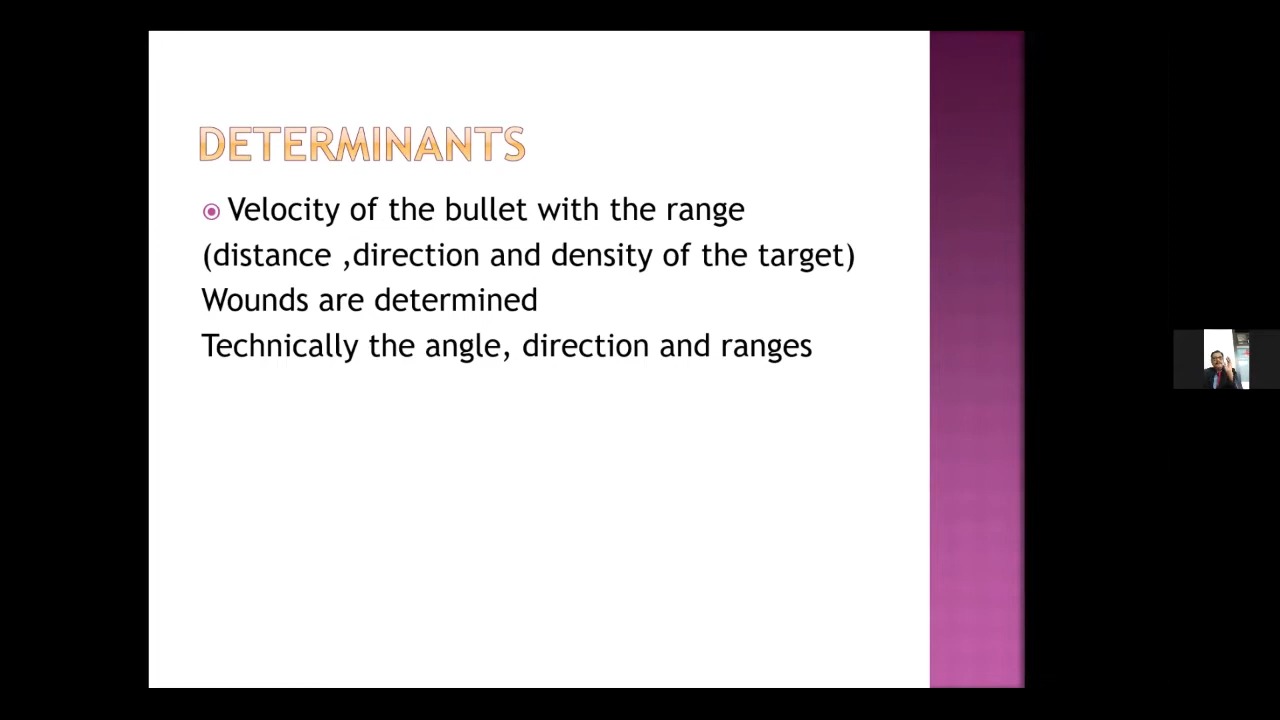 DETERMINANTS
Velocity of the bullet with the range
(distance ,direction and density of the target)
Wounds are determined
Technically the angle, direction and ranges